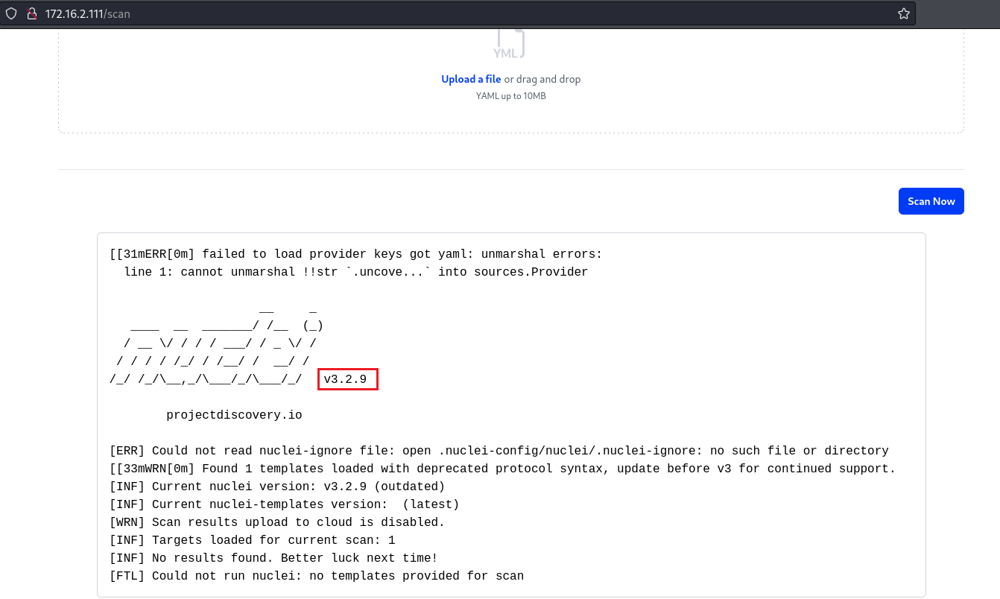 172.16.2.111/scan
YML
Upload a file or drag and drop
YAML up to 10MB
Scan Now
[[31mERR[0m] failed to load provider keys got yaml: unmarshal errors:
  line 1: cannot unmarshal !!str `.uncove...` into sources.Provider
                     __     _
   ____  __  _______/ /__  (_)
  / __ \/ / / / ___/ / _ \/ /
 / / / / /_/ / /__/ /  __/ /
/_/ /_/\__,_/\___/_/\___/_/   v3.2.9
        projectdiscovery.io
[ERR] Could not read nuclei-ignore file: open .nuclei-config/nuclei/.nuclei-ignore: no such file or directory
[[33mWRN[0m] Found 1 templates loaded with deprecated protocol syntax, update before v3 for continued support.
[INF] Current nuclei version: v3.2.9 (outdated)
[INF] Current nuclei-templates version:  (latest)
[WRN] Scan results upload to cloud is disabled.
[INF] Targets loaded for current scan: 1
[INF] No results found. Better luck next time!
[FTL] Could not run nuclei: no templates provided for scan